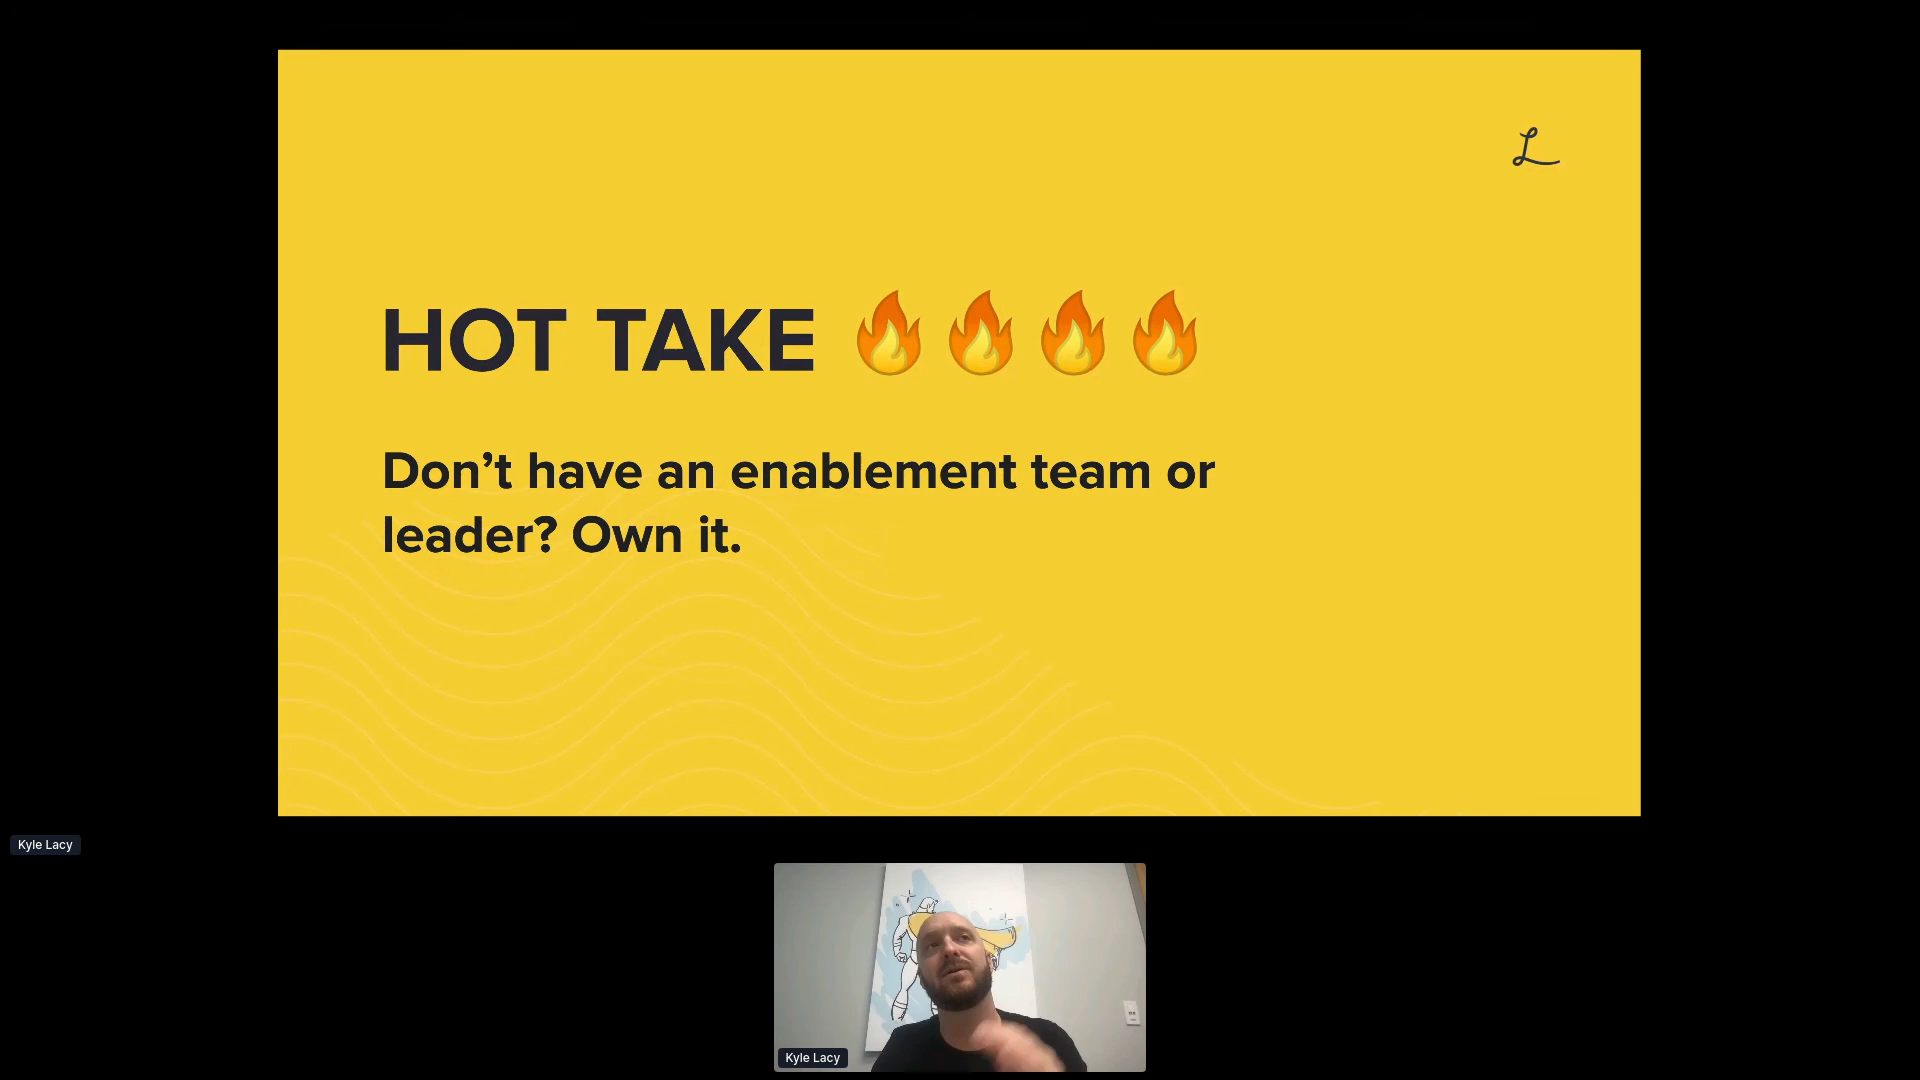 L
HOT TAKE 🔥🔥🔥🔥
Don’t have an enablement team or
leader? Own it.
Kyle Lacy
Kyle Lacy